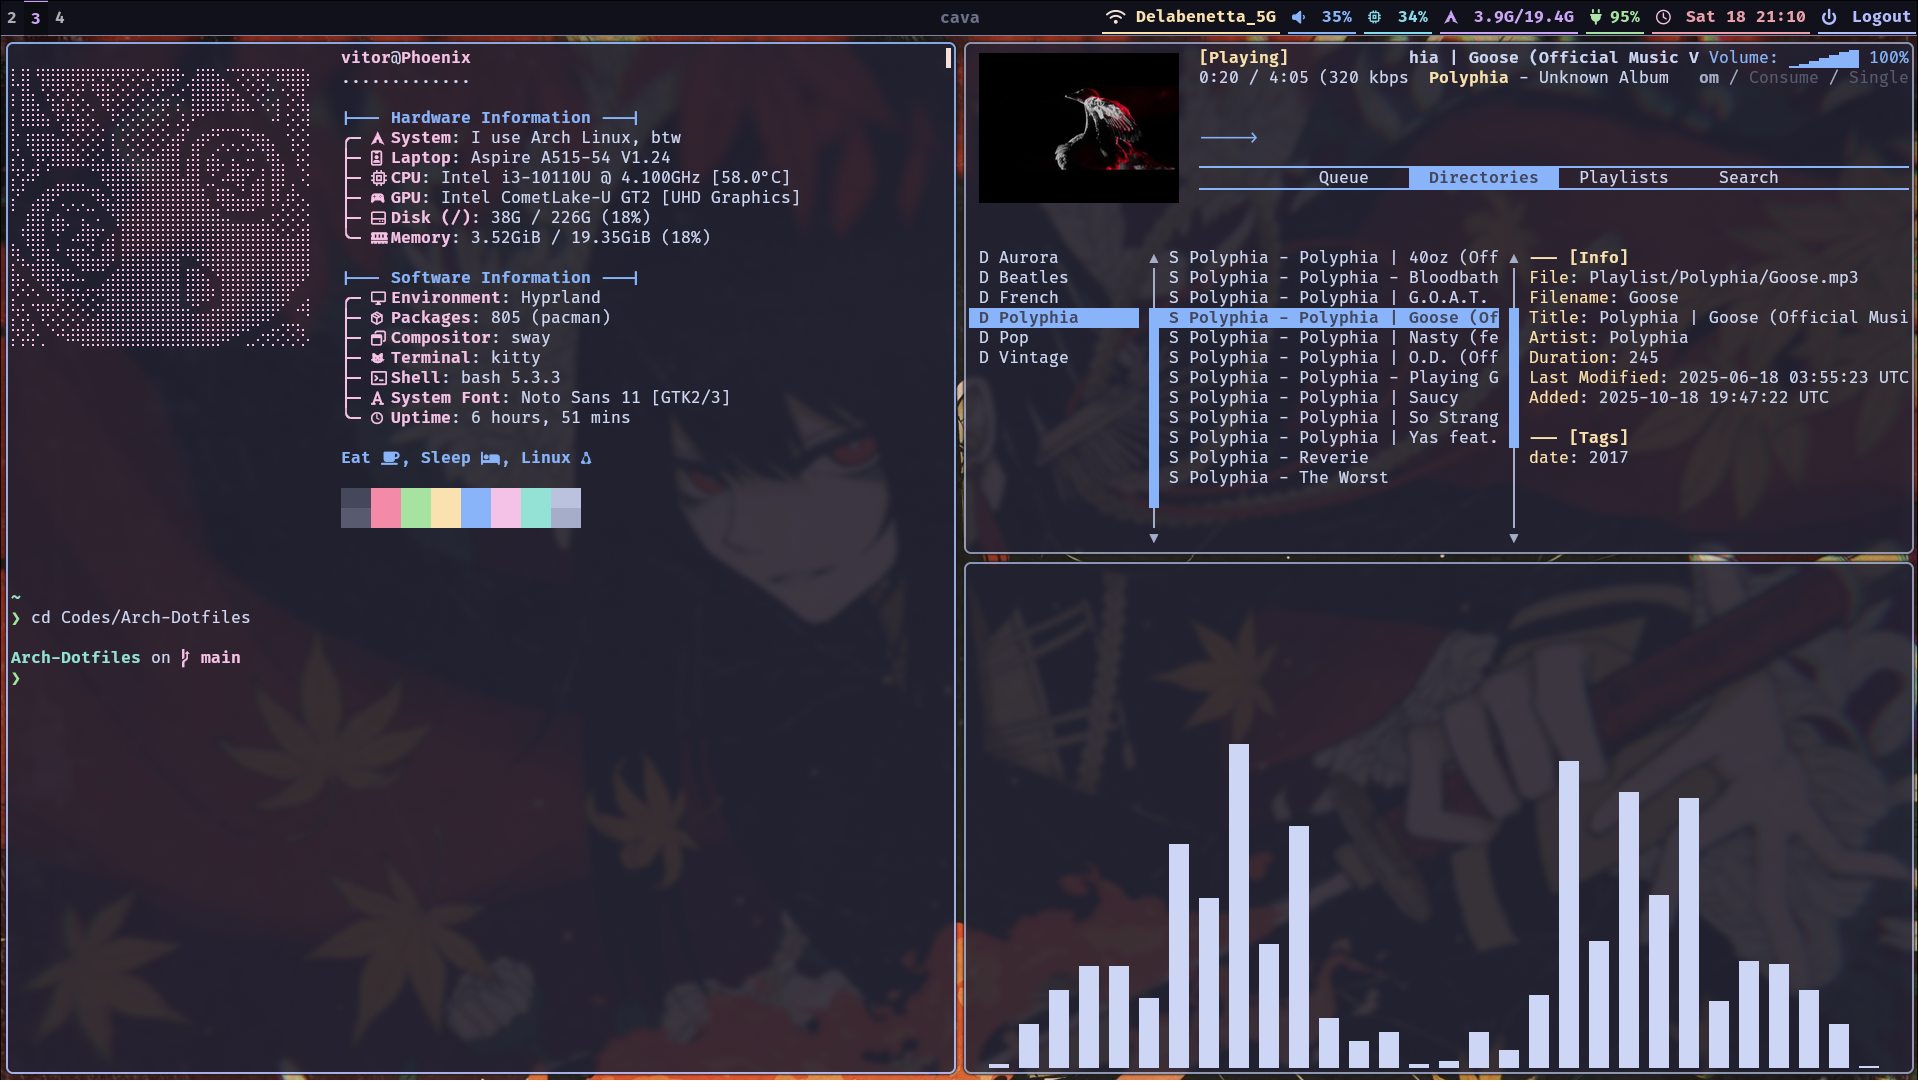 2 3 4
cava
Delabenetta_5G 35% 34% 3.9G/19.4G 95% Sat 18 21:10 Logout
vitor@Phoenix
.............
Hardware Information
System: I use Arch Linux, btw
Laptop: Aspire A515-54 V1.24
CPU: Intel i3-10110U @ 4.100GHz [58.0°C]
GPU: Intel CometLake-U GT2 [UHD Graphics]
Disk (/): 38G / 226G (18%)
Memory: 3.52GiB / 19.35GiB (18%)
Software Information
Environment: Hyprland
Packages: 805 (pacman)
Compositor: sway
Terminal: kitty
Shell: bash 5.3.3
System Font: Noto Sans 11 [GTK2/3]
Uptime: 6 hours, 51 mins
Eat , Sleep , Linux
~
❯ cd Codes/Arch-Dotfiles
Arch-Dotfiles on main
❯
[Playing] hia | Goose (Official Music V Volume: 100%
0:20 / 4:05 (320 kbps Polyphia - Unknown Album om / Consume / Single
Queue Directories Playlists Search
D Aurora
D Beatles
D French
D Polyphia
D Pop
D Vintage
S Polyphia - Polyphia | 40oz (Off
S Polyphia - Polyphia - Bloodbath
S Polyphia - Polyphia | G.O.A.T.
S Polyphia - Polyphia | Goose (Of
S Polyphia - Polyphia | Nasty (fe
S Polyphia - Polyphia | O.D. (Off
S Polyphia - Polyphia - Playing G
S Polyphia - Polyphia | Saucy
S Polyphia - Polyphia | So Strang
S Polyphia - Polyphia | Yas feat.
S Polyphia - Reverie
S Polyphia - The Worst
[Info]
File: Playlist/Polyphia/Goose.mp3
Filename: Goose
Title: Polyphia | Goose (Official Musi
Artist: Polyphia
Duration: 245
Last Modified: 2025-06-18 03:55:23 UTC
Added: 2025-10-18 19:47:22 UTC
[Tags]
date: 2017